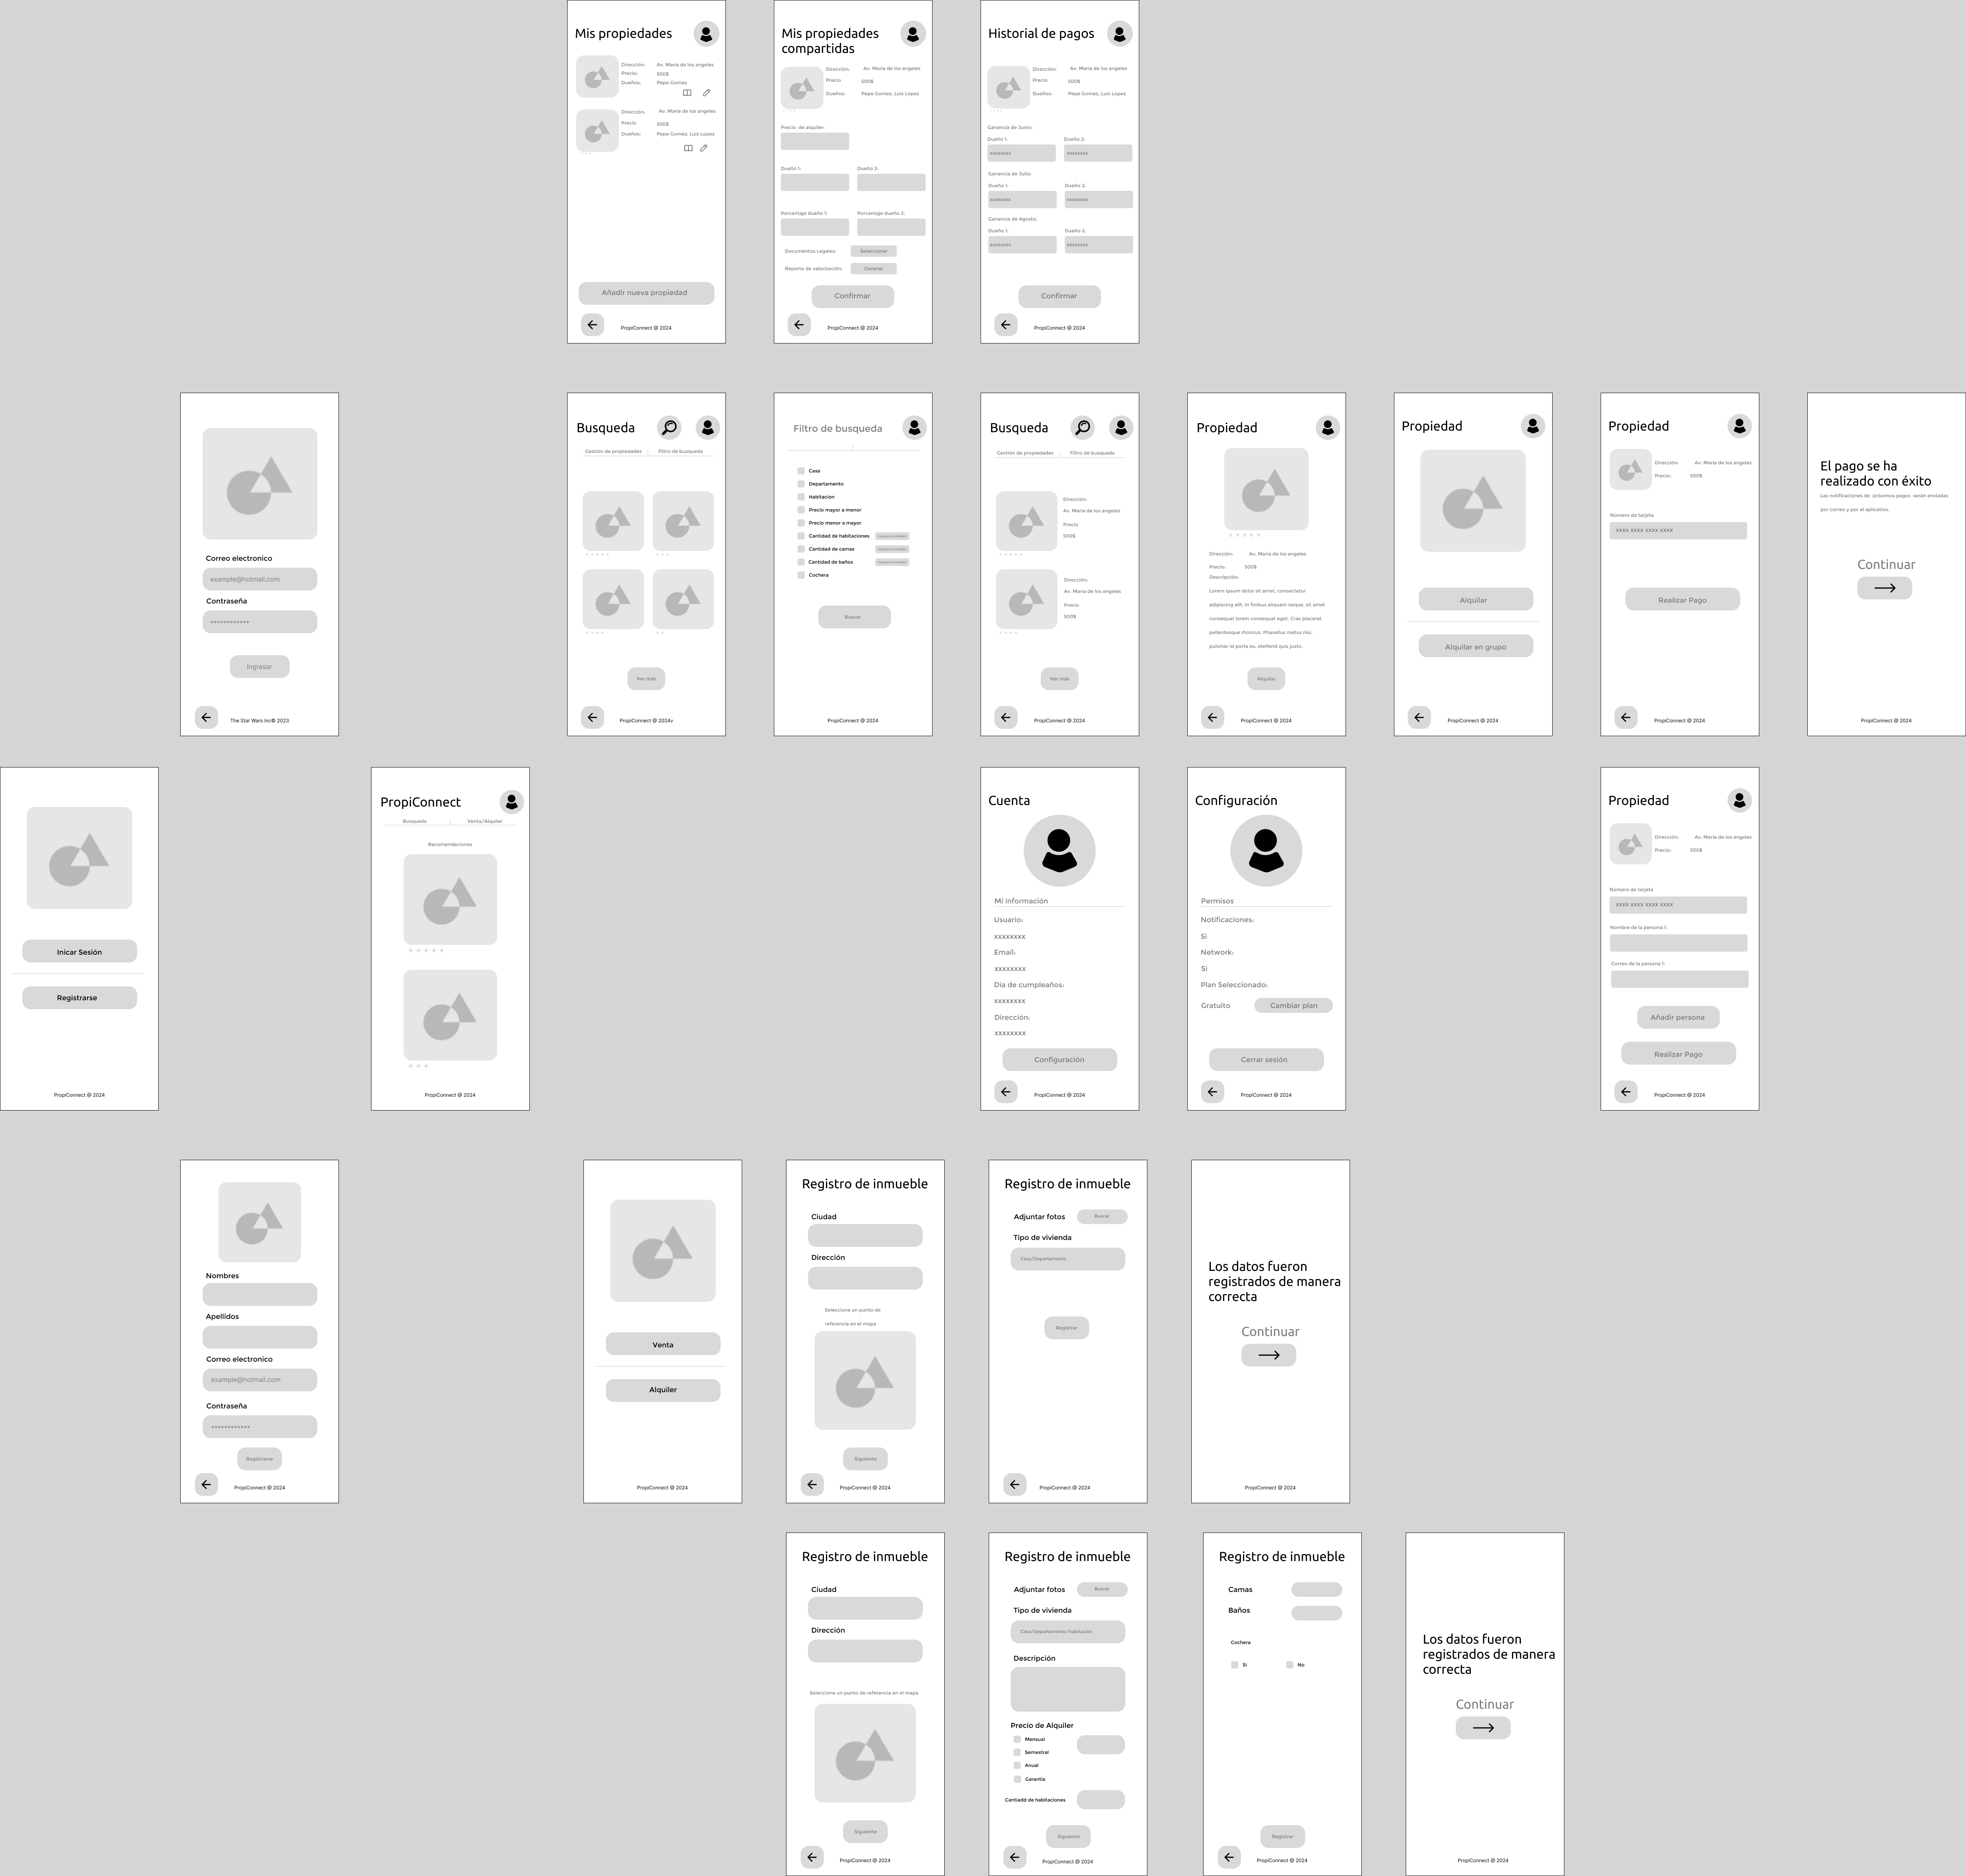 Mis propiedades
Dirección: Av. Maria de los angeles
Precio: 500$
Dueños: Pepe Gomez
Dirección: Av. Maria de los angeles
Precio 500$
Dueños: Pepe Gomez, Luis Lopez
Añadir nueva propiedad
PropiConnect @ 2024
Mis propiedades
compartidas
Dirección: Av. Maria de los angeles
Precio 500$
Dueños: Pepe Gomez, Luis Lopez
Precio de alquiler:
Dueño 1: Dueño 2:
Porcentaje dueño 1: Porcentaje dueño 2:
Documentos Legales: Seleccionar
Reporte de valorización: Generar
Confirmar
PropiConnect @ 2024
Historial de pagos
Dirección: Av. Maria de los angeles
Precio 500$
Dueños: Pepe Gomez, Luis Lopez
Ganancia de Junio:
Dueño 1: Dueño 2:
xxxxxxxx xxxxxxxx
Ganancia de Julio:
Dueño 1: Dueño 2:
xxxxxxxx xxxxxxxx
Ganancia de Agosto:
Dueño 1: Dueño 2:
xxxxxxxx xxxxxxxx
Confirmar
PropiConnect @ 2024
Correo electronico
example@hotmail.com
Contraseña
************
Ingresar
The Star Wars Inc® 2023
Busqueda
Gestión de propiedades | Filtro de busqueda
Ver más
PropiConnect @ 2024v
Filtro de busqueda
Casa
Departamento
Habitacion
Precio mayor a menor
Precio menor a mayor
Cantidad de habitaciones
Cantidad de camas
Cantidad de baños
Cochera
Buscar
PropiConnect @ 2024
Busqueda
Gestión de propiedades | Filtro de busqueda
Dirección:
Av. Maria de los angeles
Precio
500$
Dirección:
Av. Maria de los angeles
Precio
500$
Ver más
PropiConnect @ 2024
Propiedad
Dirección: Av. Maria de los angeles
Precio: 500$
Descripción:
Lorem ipsum dolor sit amet, consectetur
adipiscing elit. In finibus aliquam neque, sit amet
consequat lorem consequat eget. Cras placerat
pellentesque rhoncus. Phasellus metus nisi,
pulvinar id porta eu, eleifend quis justo.
Alquilar
PropiConnect @ 2024
Propiedad
Alquilar
Alquilar en grupo
PropiConnect @ 2024
Propiedad
Dirección: Av. Maria de los angeles
Precio: 500$
Número de tarjeta
xxxx xxxx xxxx xxxx
Realizar Pago
PropiConnect @ 2024
El pago se ha
realizado con éxito
Las notificaciones de próximos pagos serán enviadas
por correo y por el aplicativo.
Continuar
PropiConnect @ 2024
Inicar Sesión
Registrarse
PropiConnect @ 2024
PropiConnect
Busqueda | Venta/Alquiler
Recomendaciones
PropiConnect @ 2024
Cuenta
Mi información
Usuario:
xxxxxxxx
Email:
xxxxxxxx
Dia de cumpleaños:
xxxxxxxx
Dirección:
xxxxxxxx
Configuración
PropiConnect @ 2024
Configuración
Permisos
Notificaciones:
Si
Network:
Si
Plan Seleccionado:
Gratuito Cambiar plan
Cerrar sesión
PropiConnect @ 2024
Propiedad
Dirección: Av. Maria de los angeles
Precio: 500$
Número de tarjeta
xxxx xxxx xxxx xxxx
Nombre de la persona 1:
Correo de la persona 1:
Añadir persona
Realizar Pago
PropiConnect @ 2024
Nombres
Apellidos
Correo electronico
example@hotmail.com
Contraseña
************
Registrarse
PropiConnect @ 2024
Venta
Alquiler
PropiConnect @ 2024
Registro de inmueble
Ciudad
Dirección
Seleccione un punto de
referencia en el mapa
Siguiente
PropiConnect @ 2024
Registro de inmueble
Adjuntar fotos Buscar
Tipo de vivienda
Casa/Departamento
Registrar
PropiConnect @ 2024
Los datos fueron
registrados de manera
correcta
Continuar
PropiConnect @ 2024
Registro de inmueble
Ciudad
Dirección
Seleccione un punto de referencia en el mapa
Siguiente
PropiConnect @ 2024
Registro de inmueble
Adjuntar fotos Buscar
Tipo de vivienda
Casa/Departamento/habitación
Descripción
Precio de Alquiler
Mensual
Semestral
Anual
Garantia
Cantiadd de habitaciones
Siguiente
PropiConnect @ 2024
Registro de inmueble
Camas
Baños
Cochera
Si No
Registrar
PropiConnect @ 2024
Los datos fueron
registrados de manera
correcta
Continuar
PropiConnect @ 2024